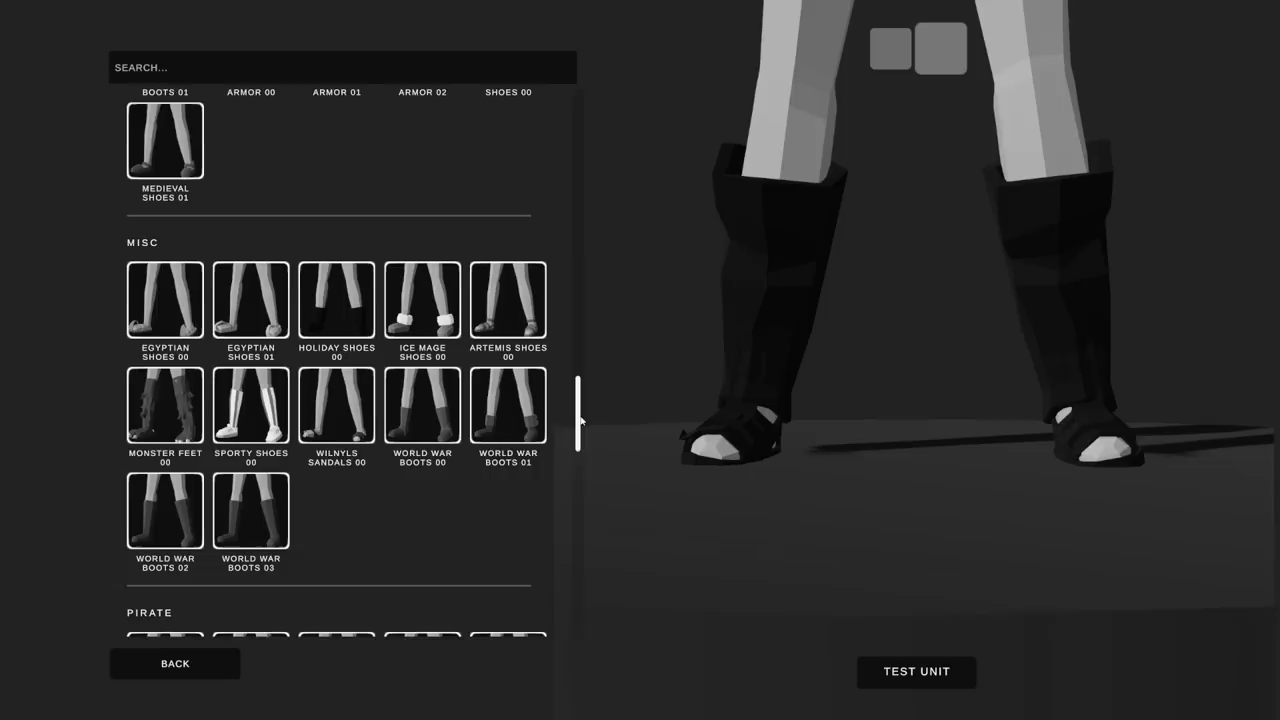 SEARCH...
BOOTS 01
ARMOR 00
ARMOR 01
ARMOR 02
SHOES 00
MEDIEVAL
SHOES 01
MISC
EGYPTIAN
SHOES 00
EGYPTIAN
SHOES 01
HOLIDAY SHOES
00
ICE MAGE
SHOES 00
ARTEMIS SHOES
00
MONSTER FEET
00
SPORTY SHOES
00
WILNYLS
SANDALS 00
WORLD WAR
BOOTS 00
WORLD WAR
BOOTS 01
WORLD WAR
BOOTS 02
WORLD WAR
BOOTS 03
PIRATE
BACK
TEST UNIT